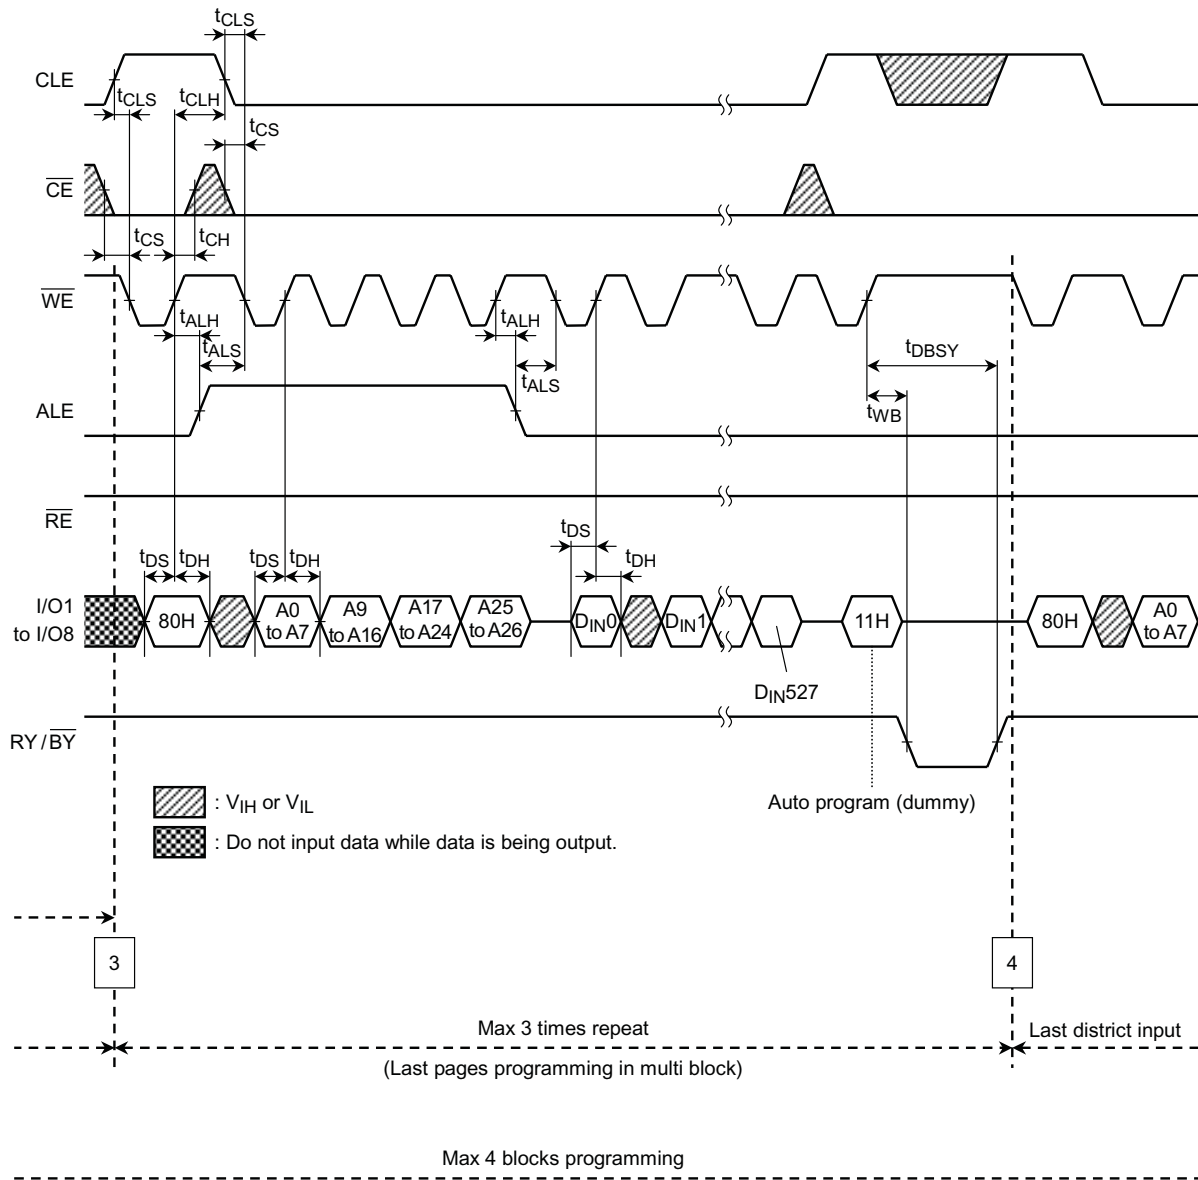 tCLS
CLE
tCLS
tCLH
tCS
CE
tCS
tCH
WE
tALH
tALS
tALH
tALS
tDBSY
tWB
ALE
RE
tDS
tDH
tDS
tDH
tDS
tDH
I/O1
to I/O8
80H
A0
to A7
A9
to A16
A17
to A24
A25
to A26
DIN0
DIN1
11H
80H
A0
to A7
DIN527
RY/BY
: VIH or VIL
Auto program (dummy)
: Do not input data while data is being output.
3
4
Max 3 times repeat
Last district input
(Last pages programming in multi block)
Max 4 blocks programming